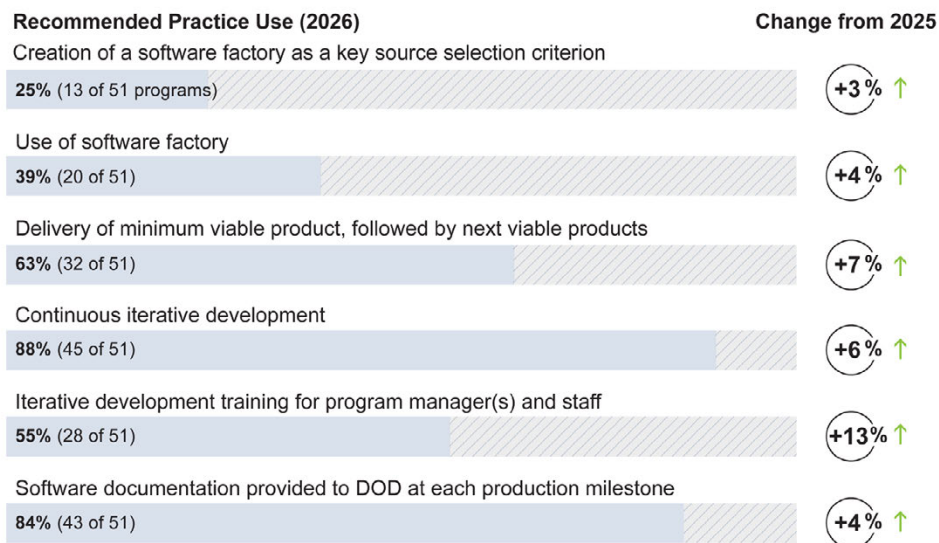 Recommended Practice Use (2026) Change from 2025
Creation of a software factory as a key source selection criterion
25% (13 of 51 programs) +3% ↑
Use of software factory
39% (20 of 51) +4% ↑
Delivery of minimum viable product, followed by next viable products
63% (32 of 51) +7% ↑
Continuous iterative development
88% (45 of 51) +6% ↑
Iterative development training for program manager(s) and staff
55% (28 of 51) +13% ↑
Software documentation provided to DOD at each production milestone
84% (43 of 51) +4% ↑